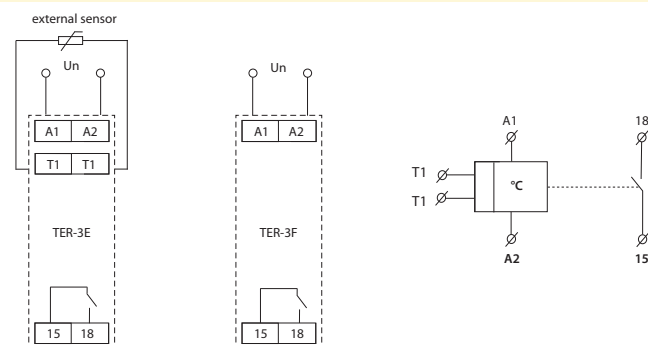 external sensor
Un
A1 A2
T1 T1
TER-3E
15 18
Un
A1 A2
TER-3F
15 18
A1
T1
T1
°C
A2
18
15